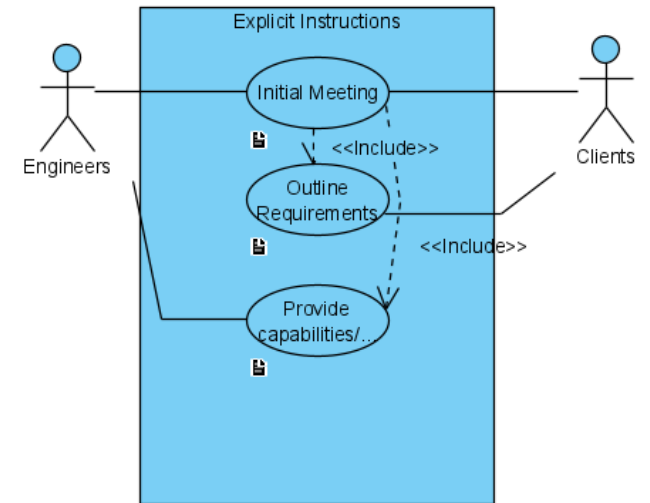 Explicit Instructions
Initial Meeting
<<Include>>
Engineers
Clients
Outline
Requirements
<<Include>>
Provide
capabilities/...